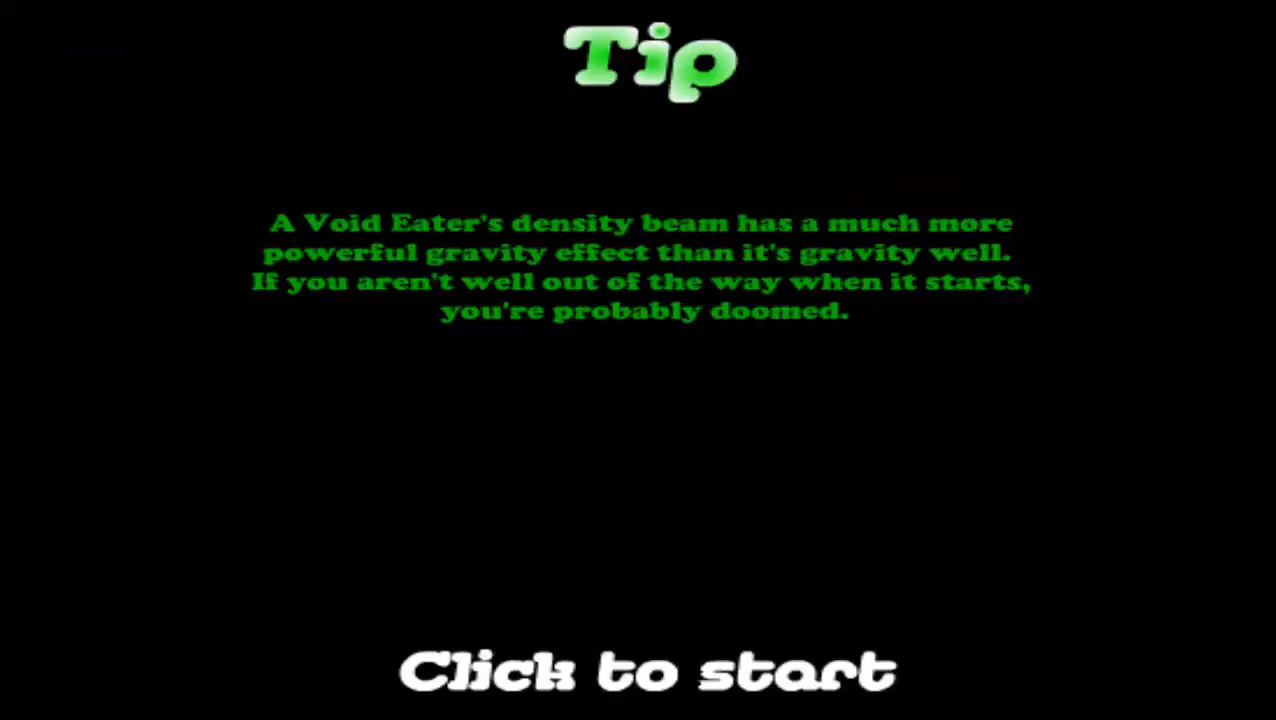 Tip
A Void Eater's density beam has a much more
powerful gravity effect than it's gravity well.
If you aren't well out of the way when it starts,
you're probably doomed.
Click to start